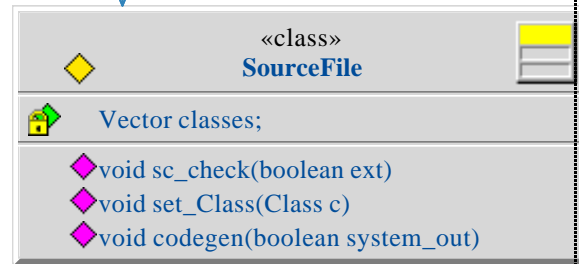 «class»
SourceFile
Vector classes;
void sc_check(boolean ext)
void set_Class(Class c)
void codegen(boolean system_out)